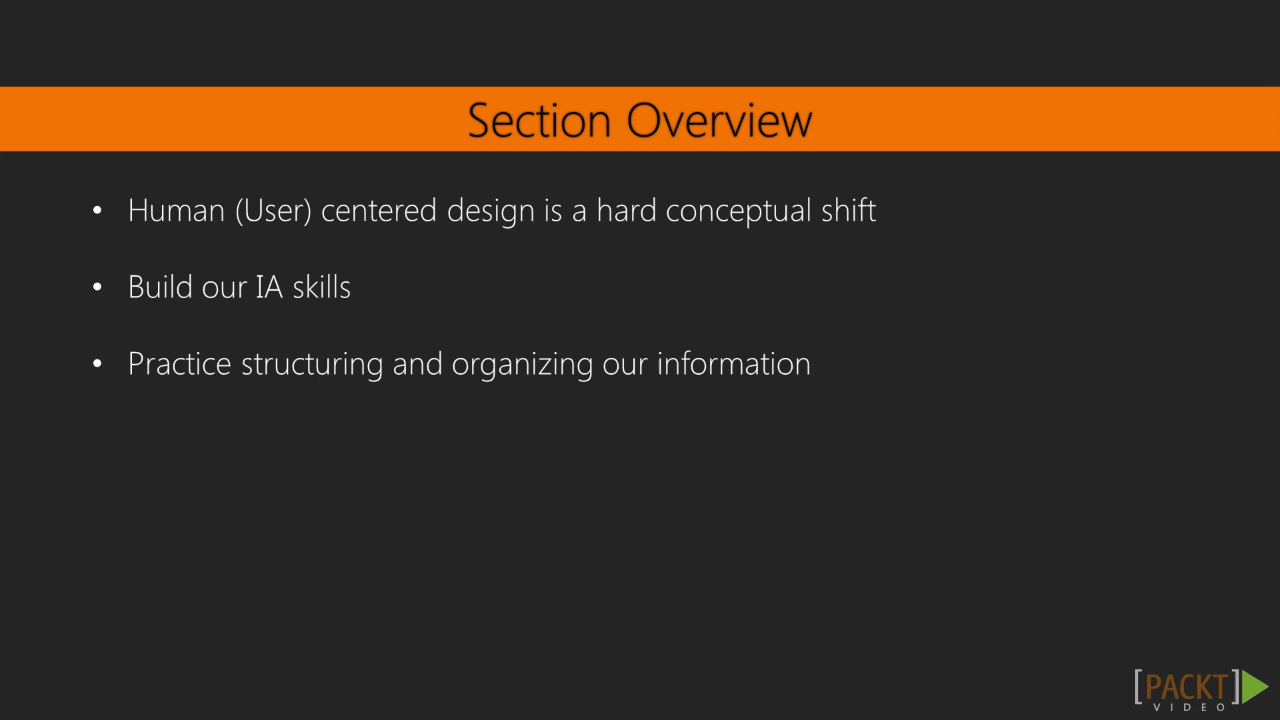 Section Overview
• Human (User) centered design is a hard conceptual shift
• Build our IA skills
• Practice structuring and organizing our information
[PACKT]
VIDEO